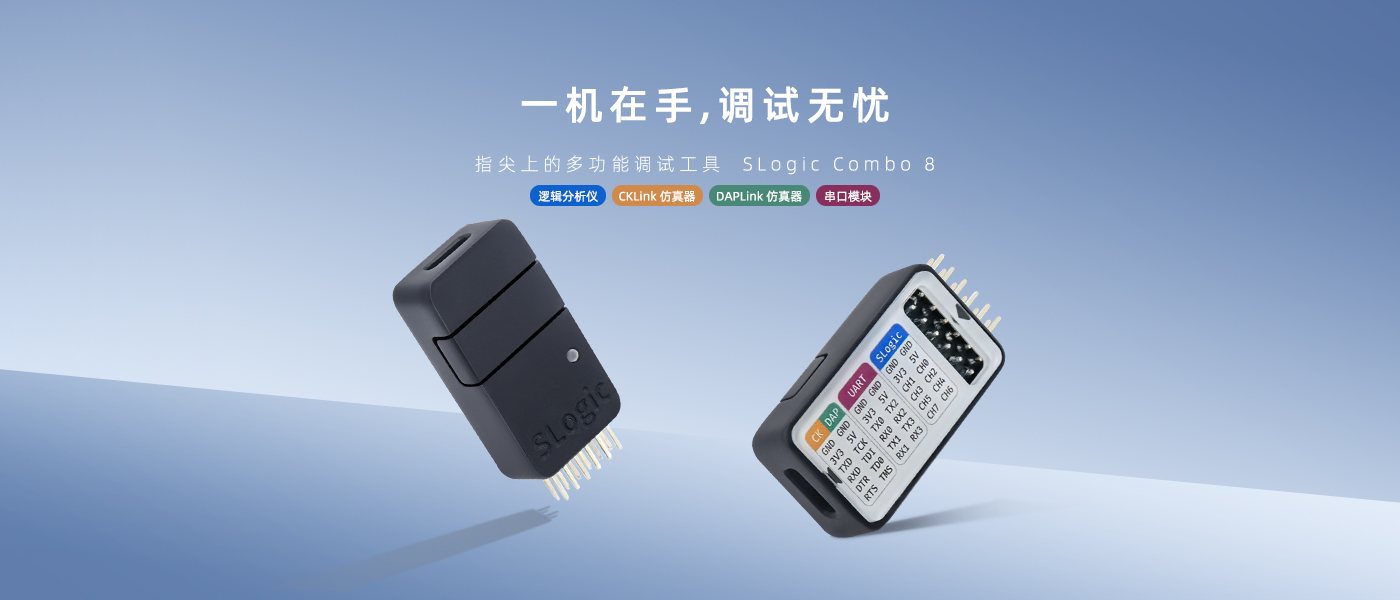 一机在手,调试无忧
指尖上的多功能调试工具 SLogic Combo 8
逻辑分析仪 CKLink 仿真器 DAPLink 仿真器 串口模块
SLogic
CK DAP UART SLogic
GND GND GND GND GND GND
3V3 5V 3V3 5V 3V3 5V
TXD TCK TX0 TX2 CH1 CH0
RXD TDI RX0 RX2 CH3 CH2
DTR TDO TX1 TX3 CH5 CH4
RTS TMS RX1 RX3 CH7 CH6